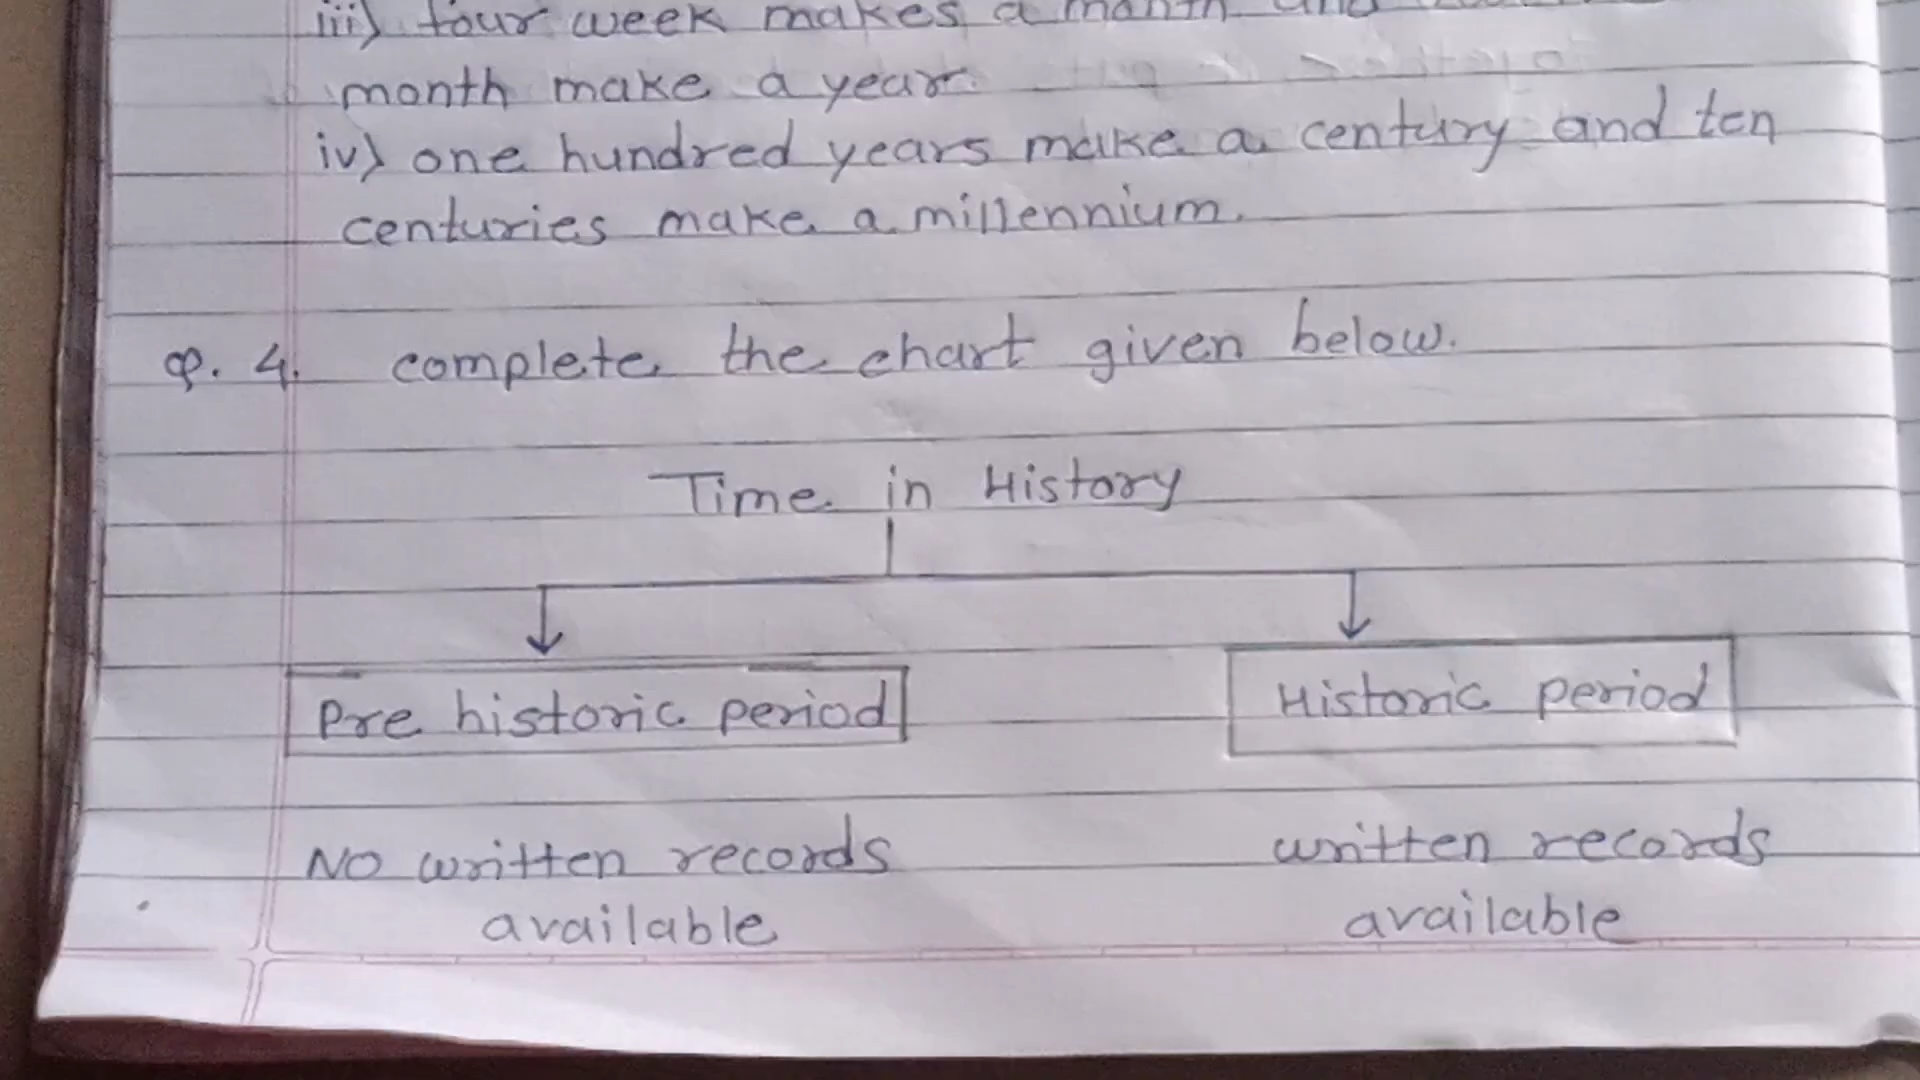 iii) four week makes a month and
month make a year.
iv) one hundred years make a century and ten
centuries make a millennium.
Q. 4. complete the chart given below.
Time in History
Pre historic period
Historic period
No written records
available
written records
available